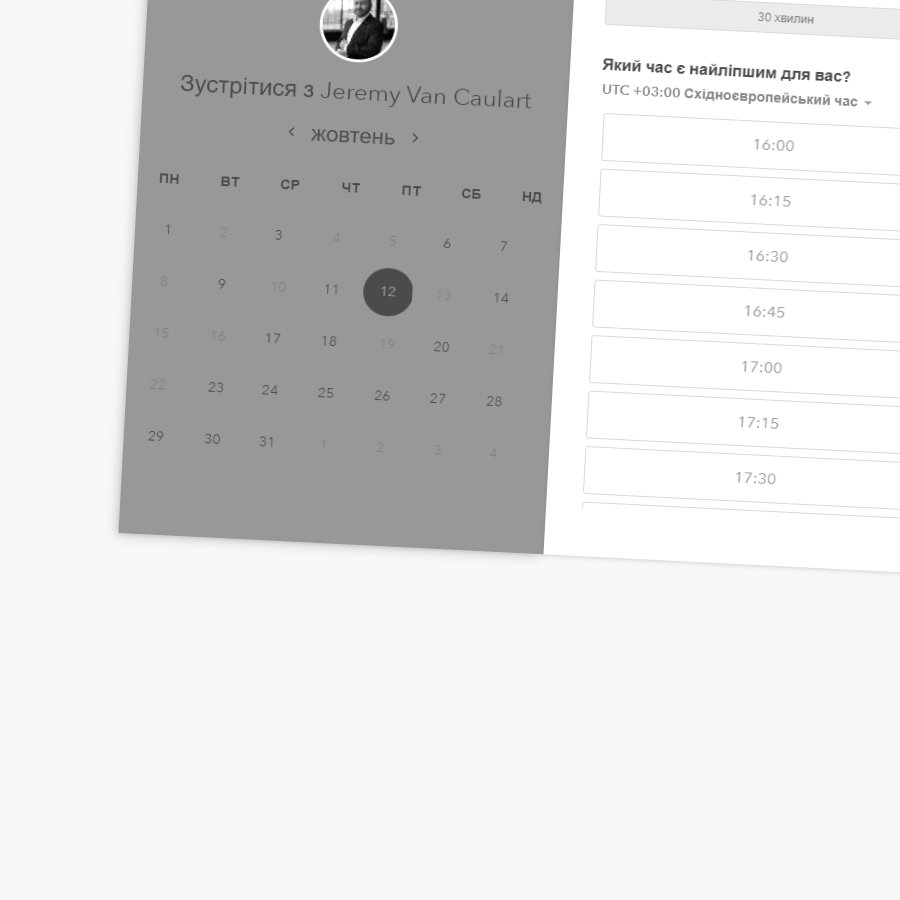 Зустрітися з Jeremy Van Caulart
жовтень
ПН ВТ СР ЧТ ПТ СБ НД
1 2 3 4 5 6 7
8 9 10 11 12 13 14
15 16 17 18 19 20 21
22 23 24 25 26 27 28
29 30 31 1 2 3 4
30 хвилин
Який час є найліпшим для вас?
UTC +03:00 Східноєвропейський час
16:00
16:15
16:30
16:45
17:00
17:15
17:30